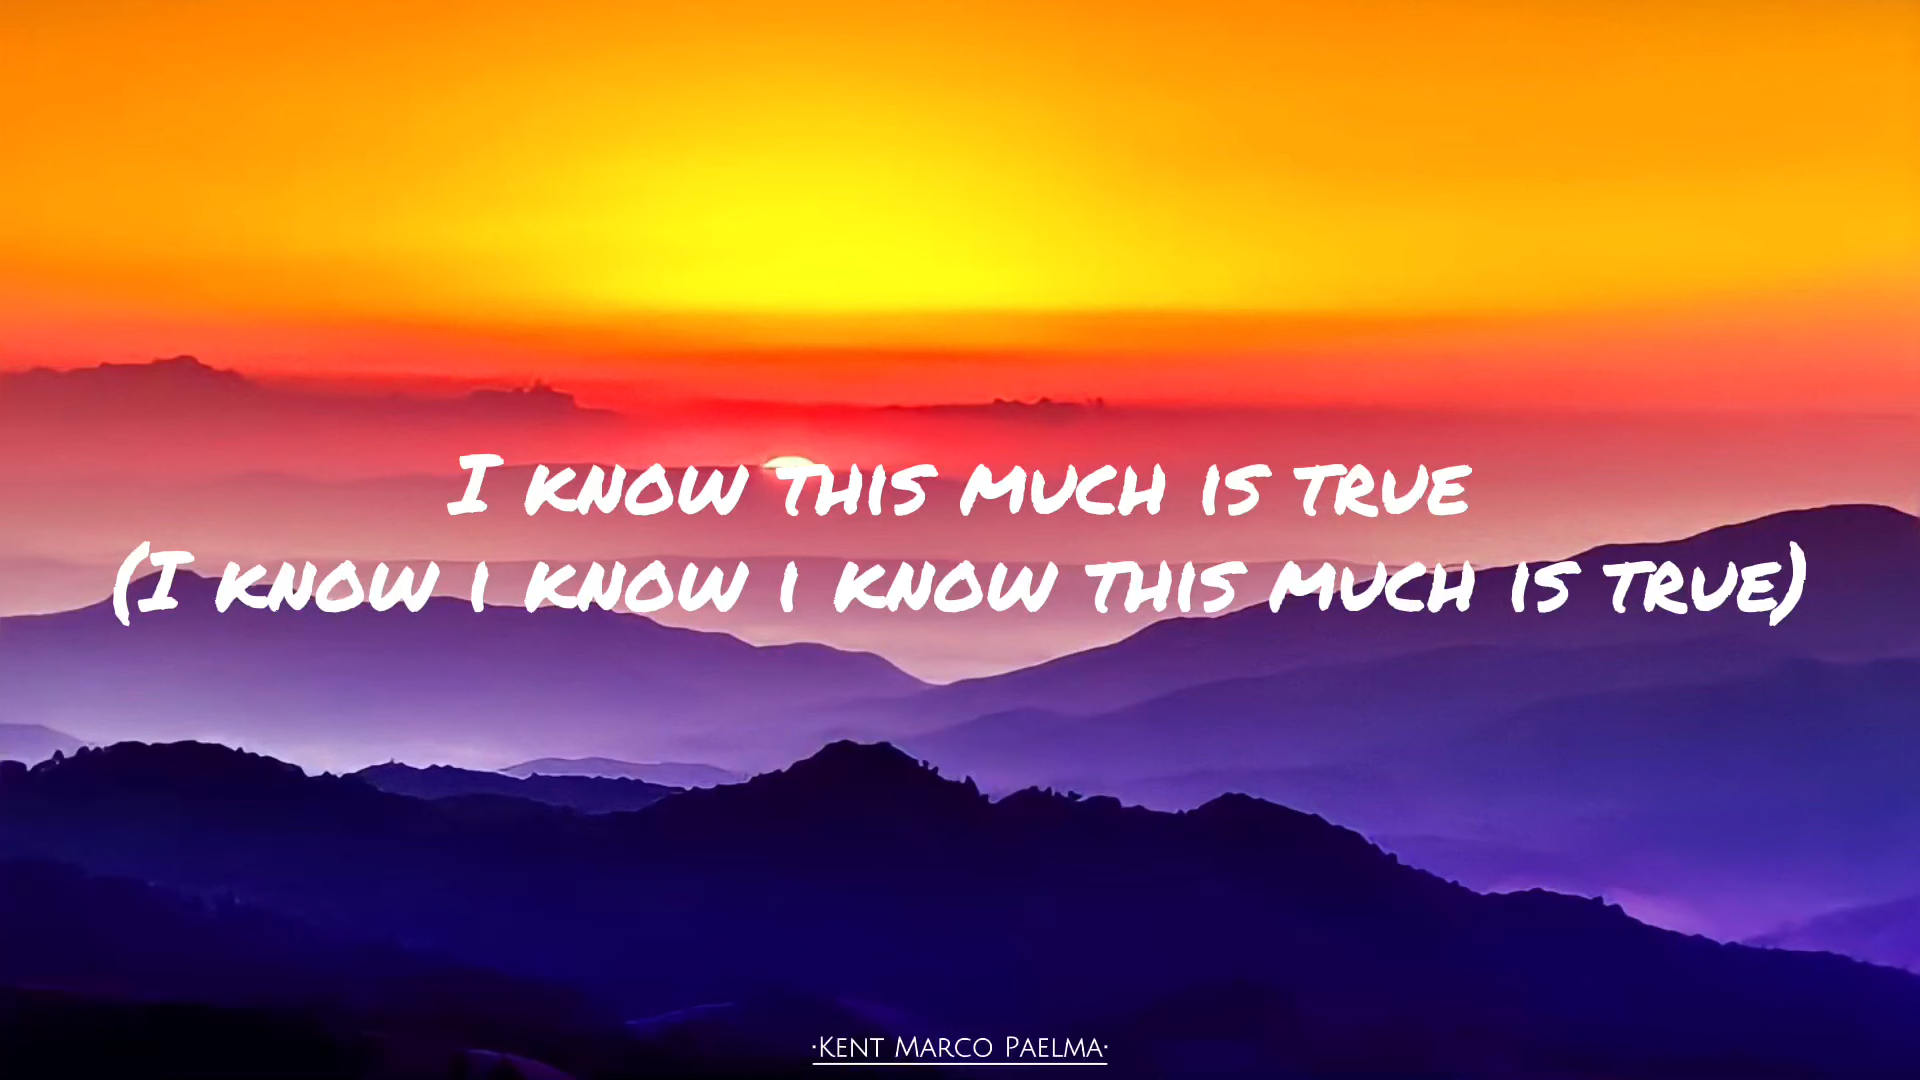 I know this much is true
(I know i know i know this much is true)
·Kent Marco Paelma·